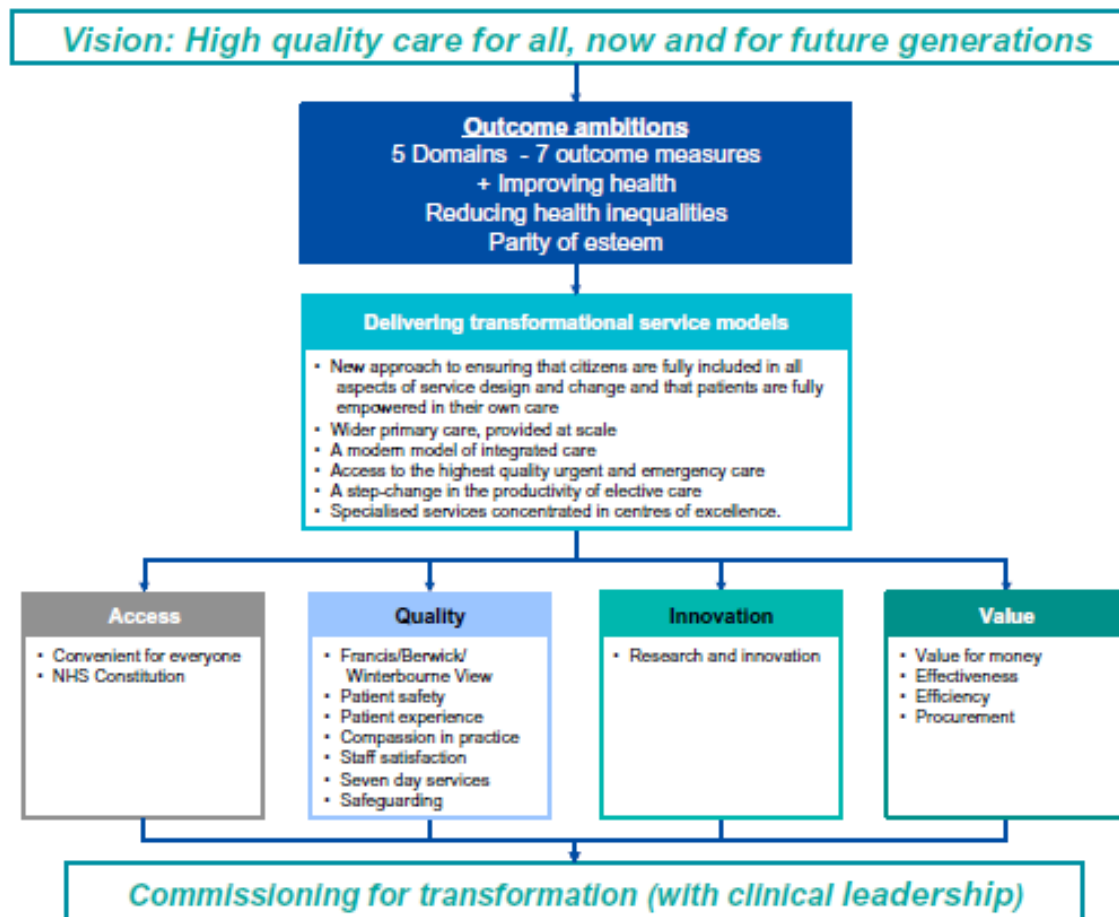 Vision: High quality care for all, now and for future generations
Outcome ambitions
5 Domains - 7 outcome measures
+ Improving health
Reducing health inequalities
Parity of esteem
Delivering transformational service models
• New approach to ensuring that citizens are fully included in all
aspects of service design and change and that patients are fully
empowered in their own care
• Wider primary care, provided at scale
• A modern model of integrated care
• Access to the highest quality urgent and emergency care
• A step-change in the productivity of elective care
• Specialised services concentrated in centres of excellence.
Access
• Convenient for everyone
• NHS Constitution
Quality
• Francis/Berwick/
Winterbourne View
• Patient safety
• Patient experience
• Compassion in practice
• Staff satisfaction
• Seven day services
• Safeguarding
Innovation
• Research and innovation
Value
• Value for money
• Effectiveness
• Efficiency
• Procurement
Commissioning for transformation (with clinical leadership)